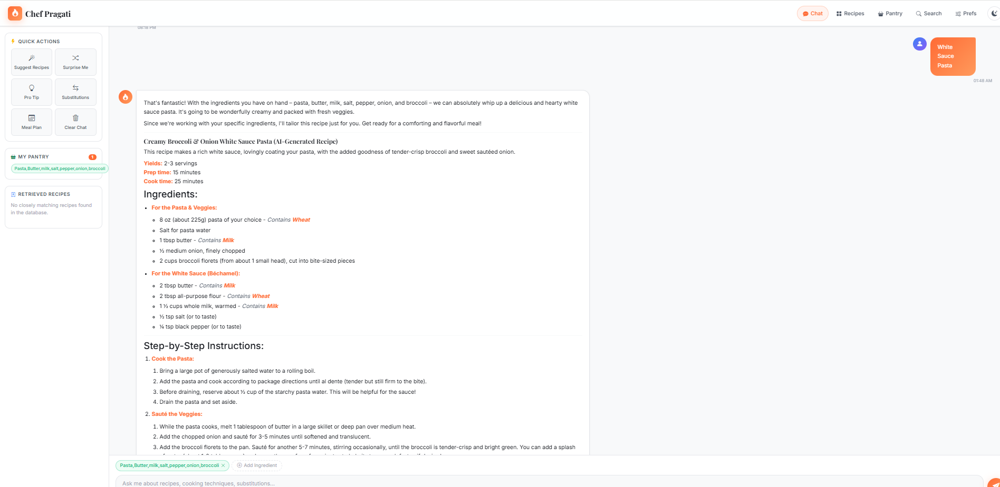 Chef Pragati
Chat
Recipes
Pantry
Search
Prefs
QUICK ACTIONS
Suggest Recipes
Surprise Me
Pro Tip
Substitutions
Meal Plan
Clear Chat
MY PANTRY
1
Pasta,Butter,milk,salt,pepper,onion,broccoli
RETRIEVED RECIPES
No closely matching recipes found
in the database.
08:18 PM
White
Sauce
Pasta
01:48 AM
That's fantastic! With the ingredients you have on hand – pasta, butter, milk, salt, pepper, onion, and broccoli – we can absolutely whip up a delicious and hearty white
sauce pasta. It's going to be wonderfully creamy and packed with fresh veggies.
Since we're working with your specific ingredients, I'll tailor this recipe just for you. Get ready for a comforting and flavorful meal!
Creamy Broccoli & Onion White Sauce Pasta (AI-Generated Recipe)
This recipe makes a rich white sauce, lovingly coating your pasta, with the added goodness of tender-crisp broccoli and sweet sautéed onion.
Yields: 2-3 servings
Prep time: 15 minutes
Cook time: 25 minutes
Ingredients:
• For the Pasta & Veggies:
8 oz (about 225g) pasta of your choice - Contains Wheat
Salt for pasta water
1 tbsp butter - Contains Milk
½ medium onion, finely chopped
2 cups broccoli florets (from about 1 small head), cut into bite-sized pieces
• For the White Sauce (Béchamel):
2 tbsp butter - Contains Milk
2 tbsp all-purpose flour - Contains Wheat
1 ½ cups whole milk, warmed - Contains Milk
½ tsp salt (or to taste)
¼ tsp black pepper (or to taste)
Step-by-Step Instructions:
1. Cook the Pasta:
1. Bring a large pot of generously salted water to a rolling boil.
2. Add the pasta and cook according to package directions until al dente (tender but still firm to the bite).
3. Before draining, reserve about ½ cup of the starchy pasta water. This will be helpful for the sauce!
4. Drain the pasta and set aside.
2. Sauté the Veggies:
1. While the pasta cooks, melt 1 tablespoon of butter in a large skillet or deep pan over medium heat.
2. Add the chopped onion and sauté for 3-5 minutes until softened and translucent.
3. Add the broccoli florets to the pan. Sauté for another 5-7 minutes, stirring occasionally, until the broccoli is tender-crisp and bright green. You can add a splash
Pasta,Butter,milk,salt,pepper,onion,broccoli
Add Ingredient
Ask me about recipes, cooking techniques, substitutions...